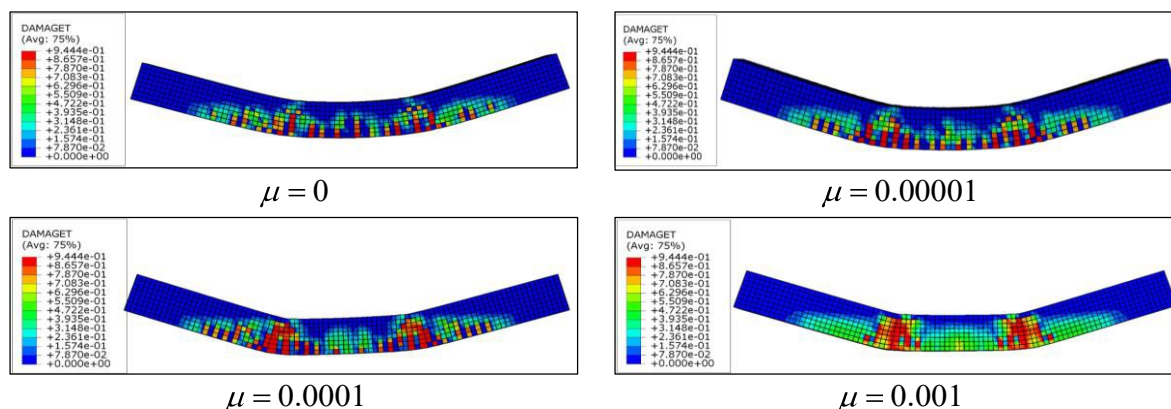 DAMAGET
(Avg: 75%)
+9.444e-01
+8.657e-01
+7.870e-01
+7.083e-01
+6.296e-01
+5.509e-01
+4.722e-01
+3.935e-01
+3.148e-01
+2.361e-01
+1.574e-01
+7.870e-02
+0.000e+00
μ = 0
DAMAGET
(Avg: 75%)
+9.444e-01
+8.657e-01
+7.870e-01
+7.083e-01
+6.296e-01
+5.509e-01
+4.722e-01
+3.935e-01
+3.148e-01
+2.361e-01
+1.574e-01
+7.870e-02
+0.000e+00
μ = 0.00001
DAMAGET
(Avg: 75%)
+9.444e-01
+8.657e-01
+7.870e-01
+7.083e-01
+6.296e-01
+5.509e-01
+4.722e-01
+3.935e-01
+3.148e-01
+2.361e-01
+1.574e-01
+7.870e-02
+0.000e+00
μ = 0.0001
DAMAGET
(Avg: 75%)
+9.444e-01
+8.657e-01
+7.870e-01
+7.083e-01
+6.296e-01
+5.509e-01
+4.722e-01
+3.935e-01
+3.148e-01
+2.361e-01
+1.574e-01
+7.870e-02
+0.000e+00
μ = 0.001